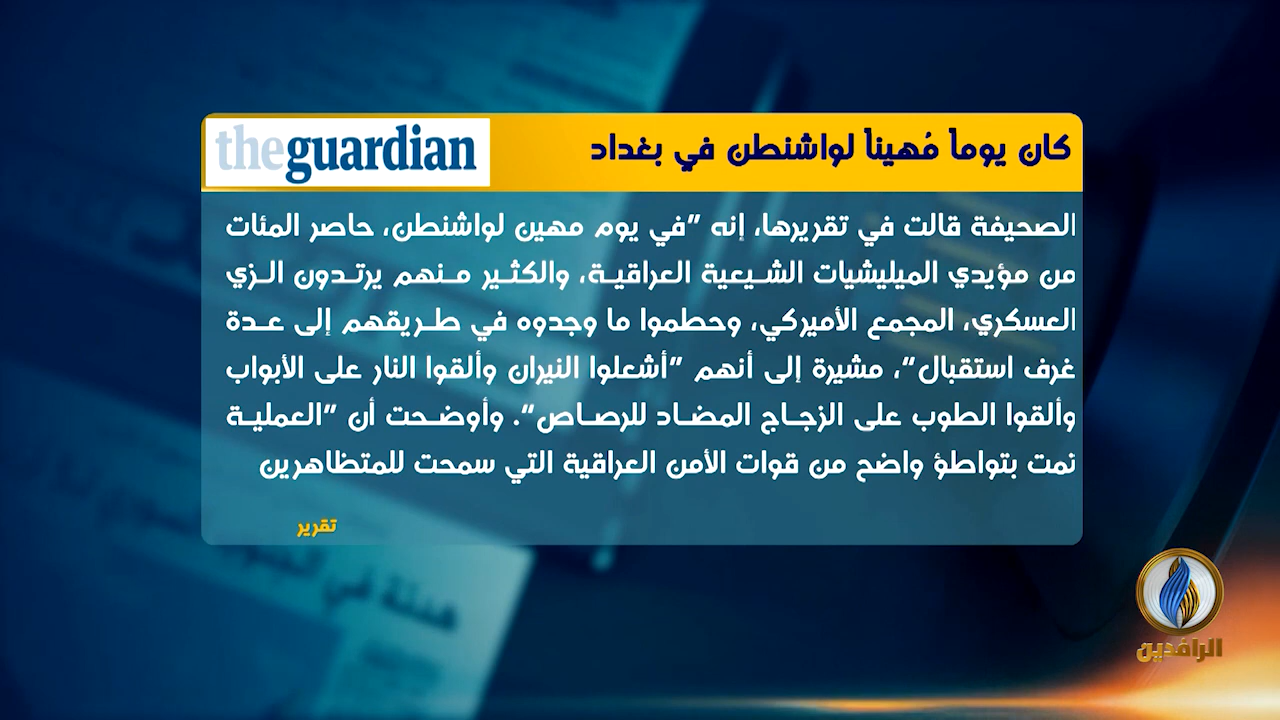 theguardian
كان يوماً مُهيناً لواشنطن في بغداد
الصحيفة قالت في تقريرها، إنه ”في يوم مهين لواشنطن، حاصر المئات
من مؤيدي الميليشيات الشيعية العراقية، والكثير منهم يرتدون الزي
العسكري، المجمع الأميركي، وحطموا ما وجدوه في طريقهم إلى عدة
غرف استقبال“، مشيرة إلى أنهم ”أشعلوا النيران وألقوا النار على الأبواب
وألقوا الطوب على الزجاج المضاد للرصاص“. وأوضحت أن ”العملية
تمت بتواطؤ واضح من قوات الأمن العراقية التي سمحت للمتظاهرين
تقرير
هدنة في
الرافدين